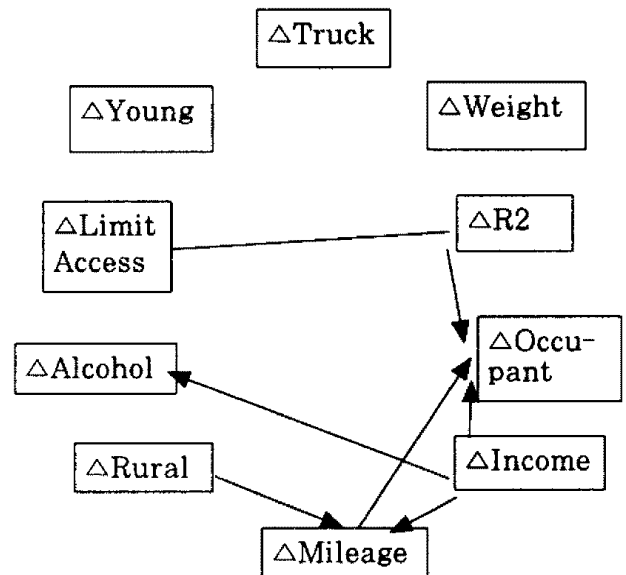 △Truck
△Young
△Weight
△Limit
Access
△R2
△Occu-
pant
△Alcohol
△Rural
△Income
△Mileage